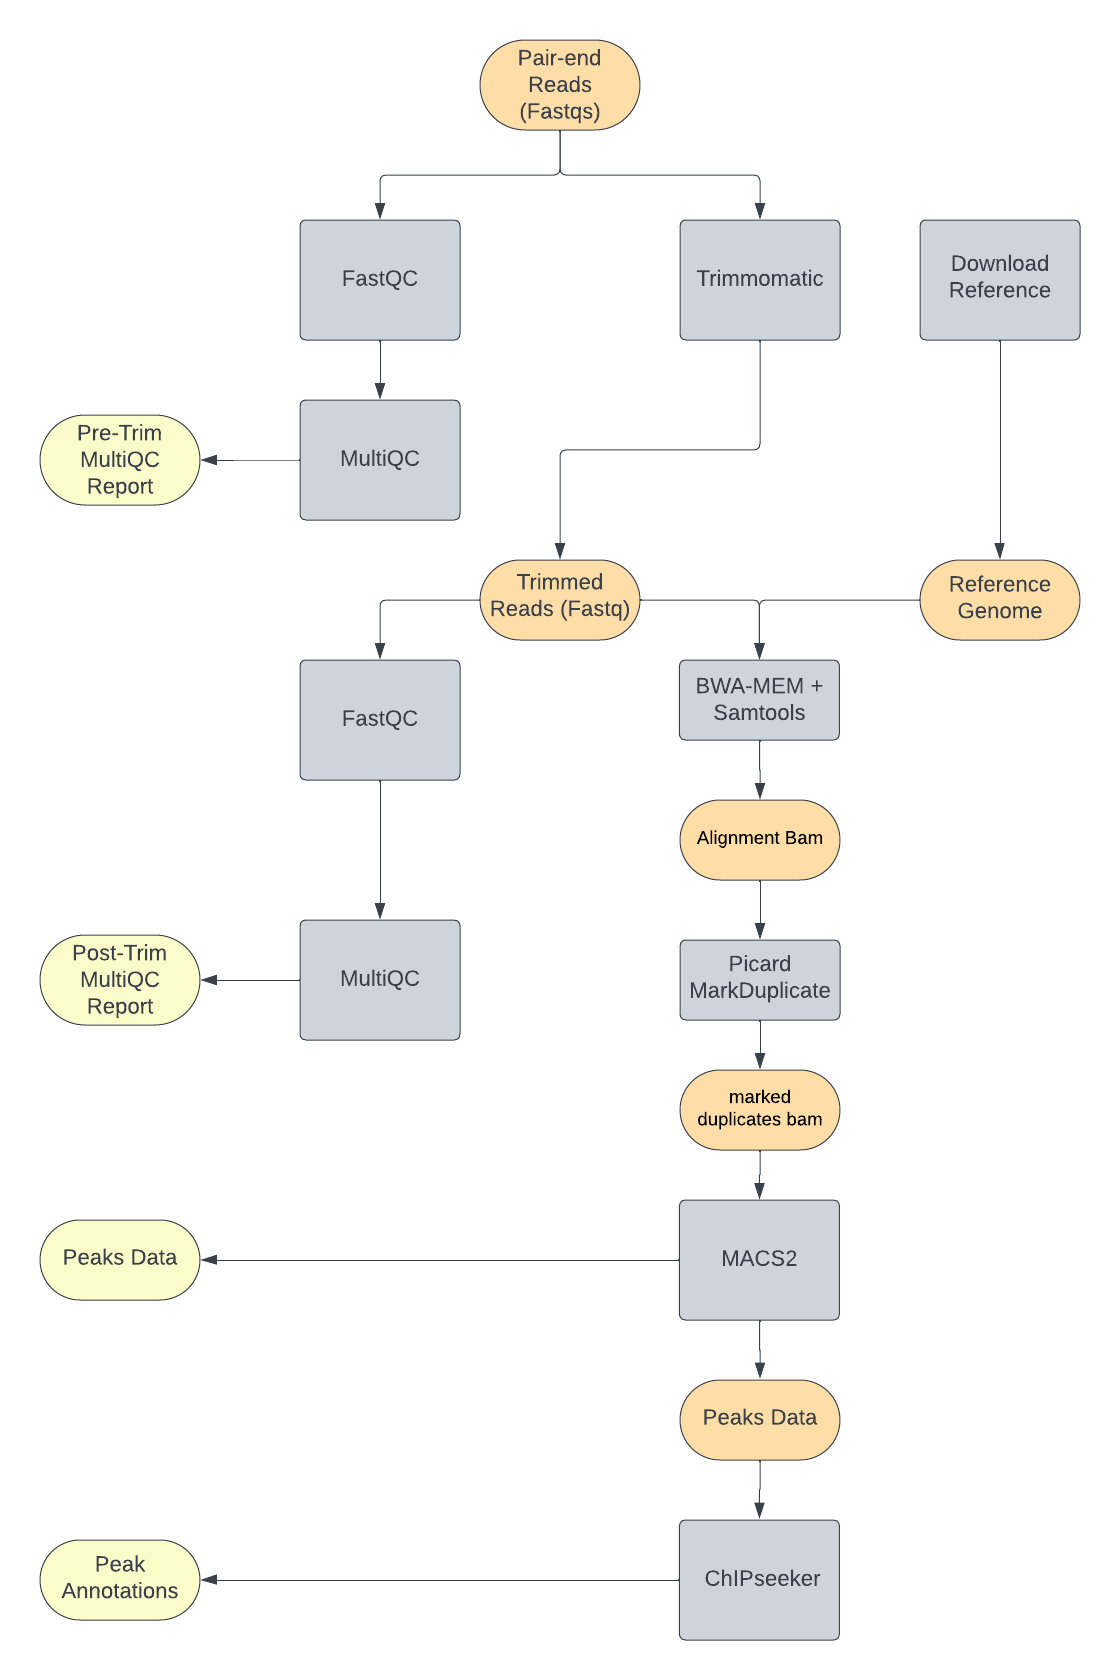 Pair-end
Reads
(Fastqs)
FastQC
Trimmomatic
Download
Reference
Pre-Trim
MultiQC
Report
MultiQC
Trimmed
Reads (Fastq)
Reference
Genome
FastQC
BWA-MEM +
Samtools
Alignment Bam
Post-Trim
MultiQC
Report
MultiQC
Picard
MarkDuplicate
marked
duplicates bam
Peaks Data
MACS2
Peaks Data
Peak
Annotations
ChIPseeker